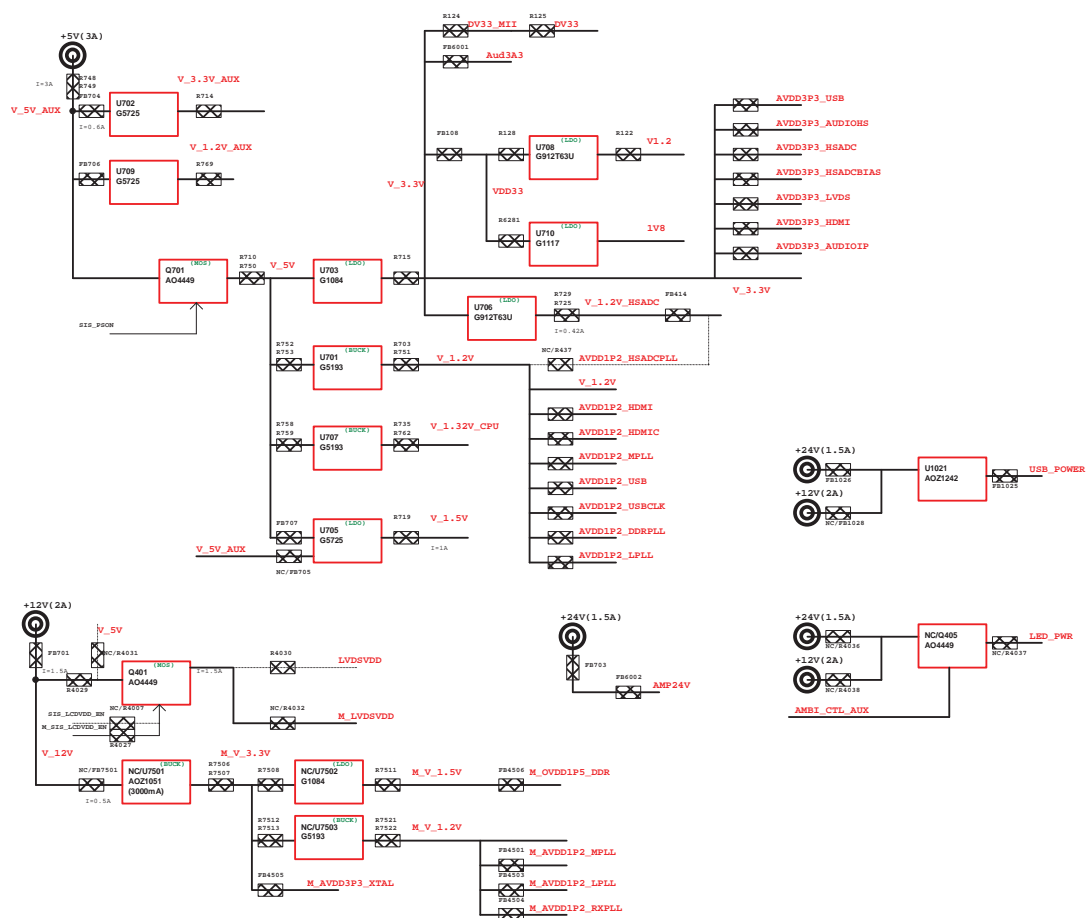 +5V(3A)
I=3A
R748
R749
FB704
V_5V_AUX
I=0.6A
U702
G5725
V_3.3V_AUX
R714
FB706
U709
G5725
V_1.2V_AUX
R769
Q701
(MOS)
AO4449
SIS_PSON
R710
R750
V_5V
U703
(LDO)
G1084
R715
V_3.3V
R124
DV33_MII
R125
DV33
FB6001
Aud3A3
FB108
R128
(LDO)
U708
G912T63U
R122
V1.2
VDD33
R6281
(LDO)
U710
G1117
1V8
AVDD3P3_USB
AVDD3P3_AUDIOHS
AVDD3P3_HSADC
AVDD3P3_HSADCBIAS
AVDD3P3_LVDS
AVDD3P3_HDMI
AVDD3P3_AUDIOIP
V_3.3V
(LDO)
U706
G912T63U
R729
R725
I=0.42A
V_1.2V_HSADC
FB414
R752
R753
(BUCK)
U701
G5193
R703
R751
V_1.2V
NC/R437
AVDD1P2_HSADCPLL
V_1.2V
AVDD1P2_HDMI
AVDD1P2_HDMIC
AVDD1P2_MPLL
AVDD1P2_USB
AVDD1P2_USBCLK
AVDD1P2_DDRPLL
AVDD1P2_LPLL
R758
R759
(BUCK)
U707
G5193
R735
R762
V_1.32V_CPU
FB707
V_5V_AUX
NC/FB705
(LDO)
U705
G5725
R719
V_1.5V
I=1A
+24V(1.5A)
FB1026
+12V(2A)
NC/FB1028
U1021
AOZ1242
FB1025
USB_POWER
+12V(2A)
FB701
I=1.5A
V_5V
NC/R4031
R4029
(MOS)
Q401
AO4449
I=1.5A
NC/R4007
SIS_LCDVDD_EN
M_SIS_LCDVDD_EN
R4027
R4030
LVDSVDD
NC/R4032
M_LVDSVDD
V_12V
NC/FB7501
I=0.5A
(BUCK)
NC/U7501
AOZ1051
(3000mA)
R7506
R7507
M_V_3.3V
R7508
(LDO)
NC/U7502
G1084
R7511
M_V_1.5V
FB4506
M_OVDD1P5_DDR
R7512
R7513
(BUCK)
NC/U7503
G5193
R7521
R7522
M_V_1.2V
FB4505
M_AVDD3P3_XTAL
FB4501
M_AVDD1P2_MPLL
FB4503
M_AVDD1P2_LPLL
FB4504
M_AVDD1P2_RXPLL
+24V(1.5A)
FB703
FB6002
AMP24V
+24V(1.5A)
NC/R4036
+12V(2A)
NC/R4038
NC/Q405
AO4449
NC/R4037
LED_PWR
AMBI_CTL_AUX